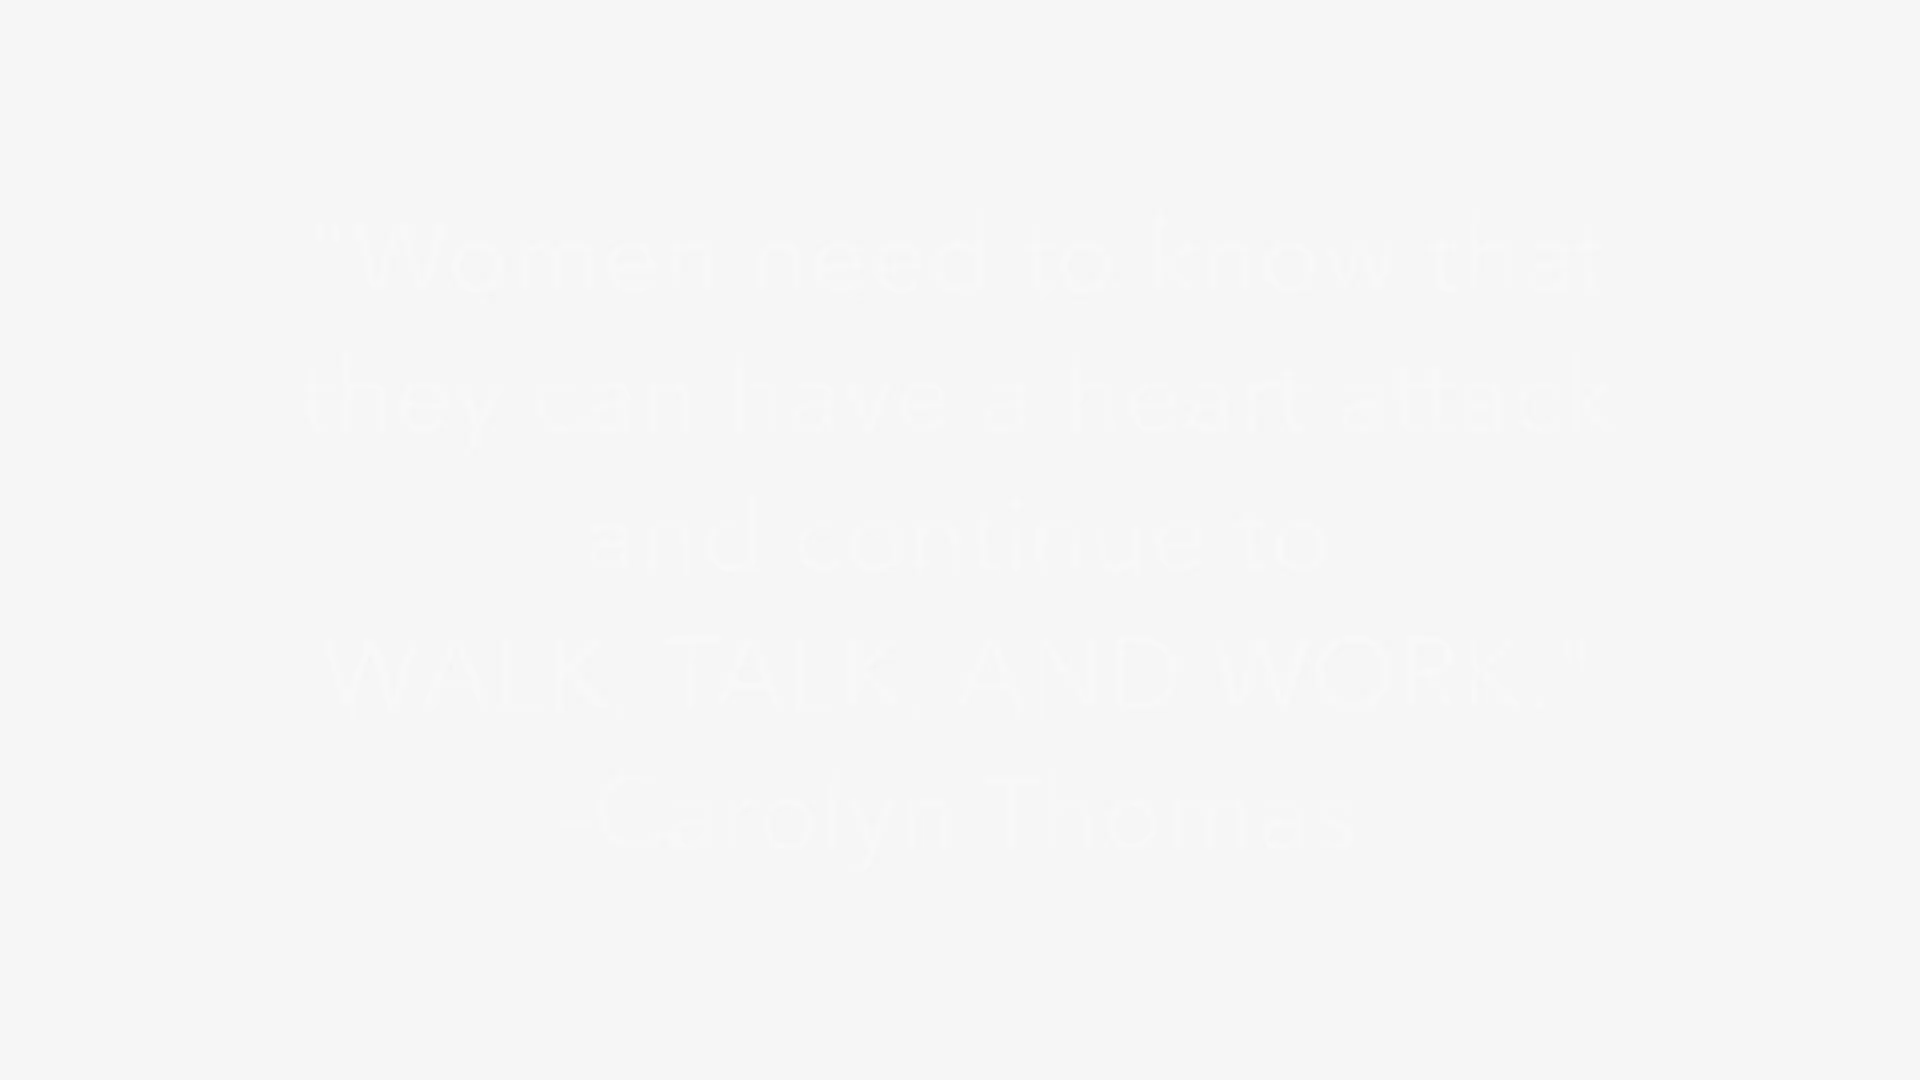 "Women need to know that
they can have a heart attack
and continue to
WALK, TALK, AND WORK."
-Carolyn Thomas